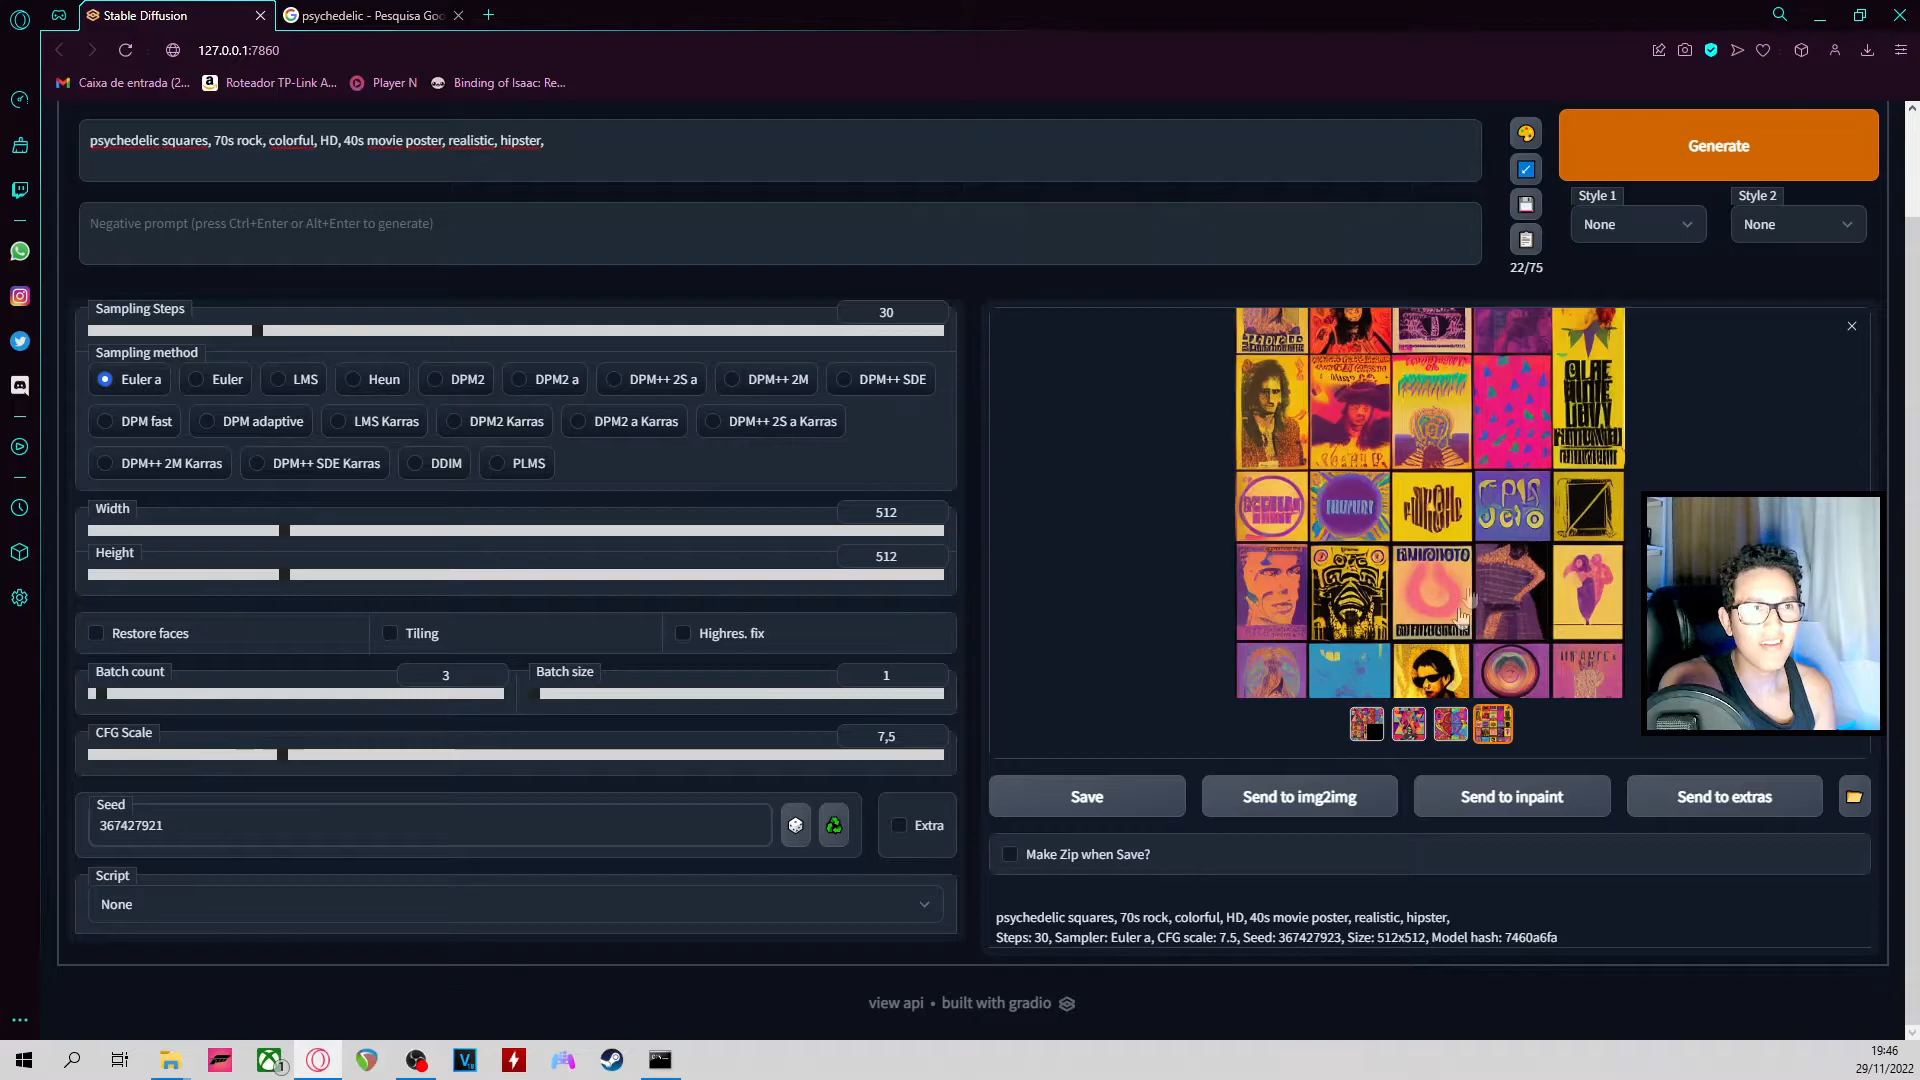 Stable Diffusion
psychedelic - Pesquisa Goo
127.0.0.1:7860
Caixa de entrada (2...
Roteador TP-Link A...
Player N
Binding of Isaac: Re...
psychedelic squares, 70s rock, colorful, HD, 40s movie poster, realistic, hipster,
Generate
Style 1
Style 2
None
None
Negative prompt (press Ctrl+Enter or Alt+Enter to generate)
22/75
Sampling Steps
30
Sampling method
Euler a
Euler
LMS
Heun
DPM2
DPM2 a
DPM++ 2S a
DPM++ 2M
DPM++ SDE
DPM fast
DPM adaptive
LMS Karras
DPM2 Karras
DPM2 a Karras
DPM++ 2S a Karras
DPM++ 2M Karras
DPM++ SDE Karras
DDIM
PLMS
Width
512
Height
512
Restore faces
Tiling
Highres. fix
Batch count
3
Batch size
1
CFG Scale
7,5
Seed
367427921
Extra
Script
None
Save
Send to img2img
Send to inpaint
Send to extras
Make Zip when Save?
psychedelic squares, 70s rock, colorful, HD, 40s movie poster, realistic, hipster,
Steps: 30, Sampler: Euler a, CFG scale: 7.5, Seed: 367427923, Size: 512x512, Model hash: 7460a6fa
view api • built with gradio
19:46
29/11/2022